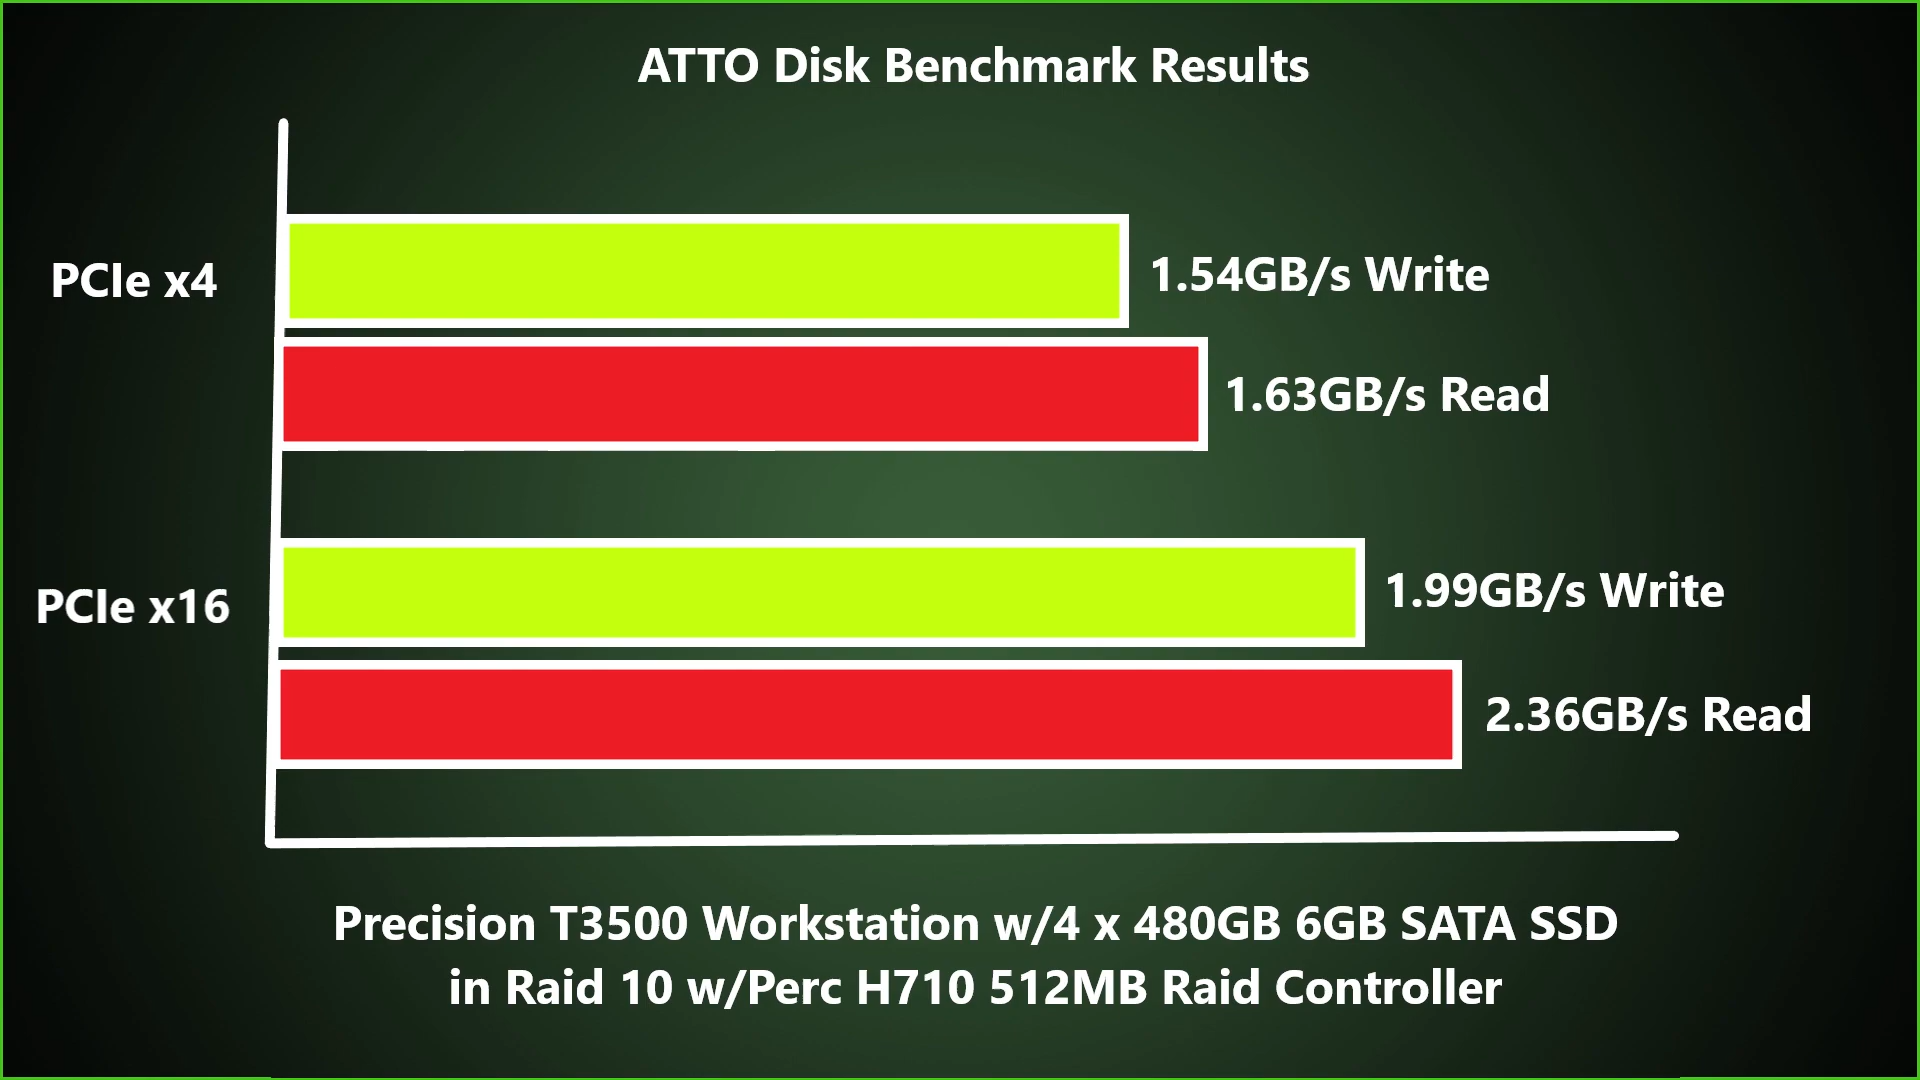 ATTO Disk Benchmark Results
PCIe x4
1.54GB/s Write
1.63GB/s Read
PCIe x16
1.99GB/s Write
2.36GB/s Read
Precision T3500 Workstation w/4 x 480GB 6GB SATA SSD
in Raid 10 w/Perc H710 512MB Raid Controller